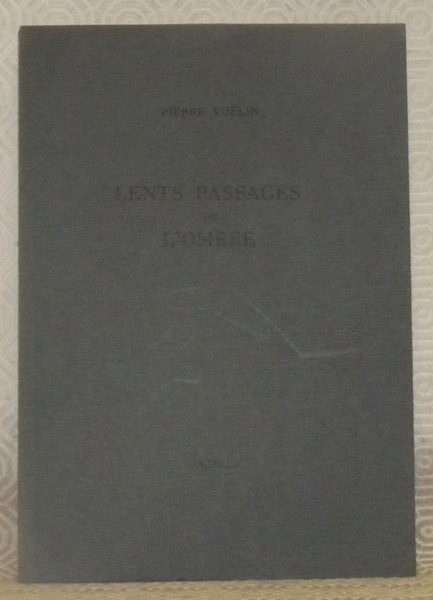 PIERRE VOÉLIN
LENTS PASSAGES
DE
L'OMBRE